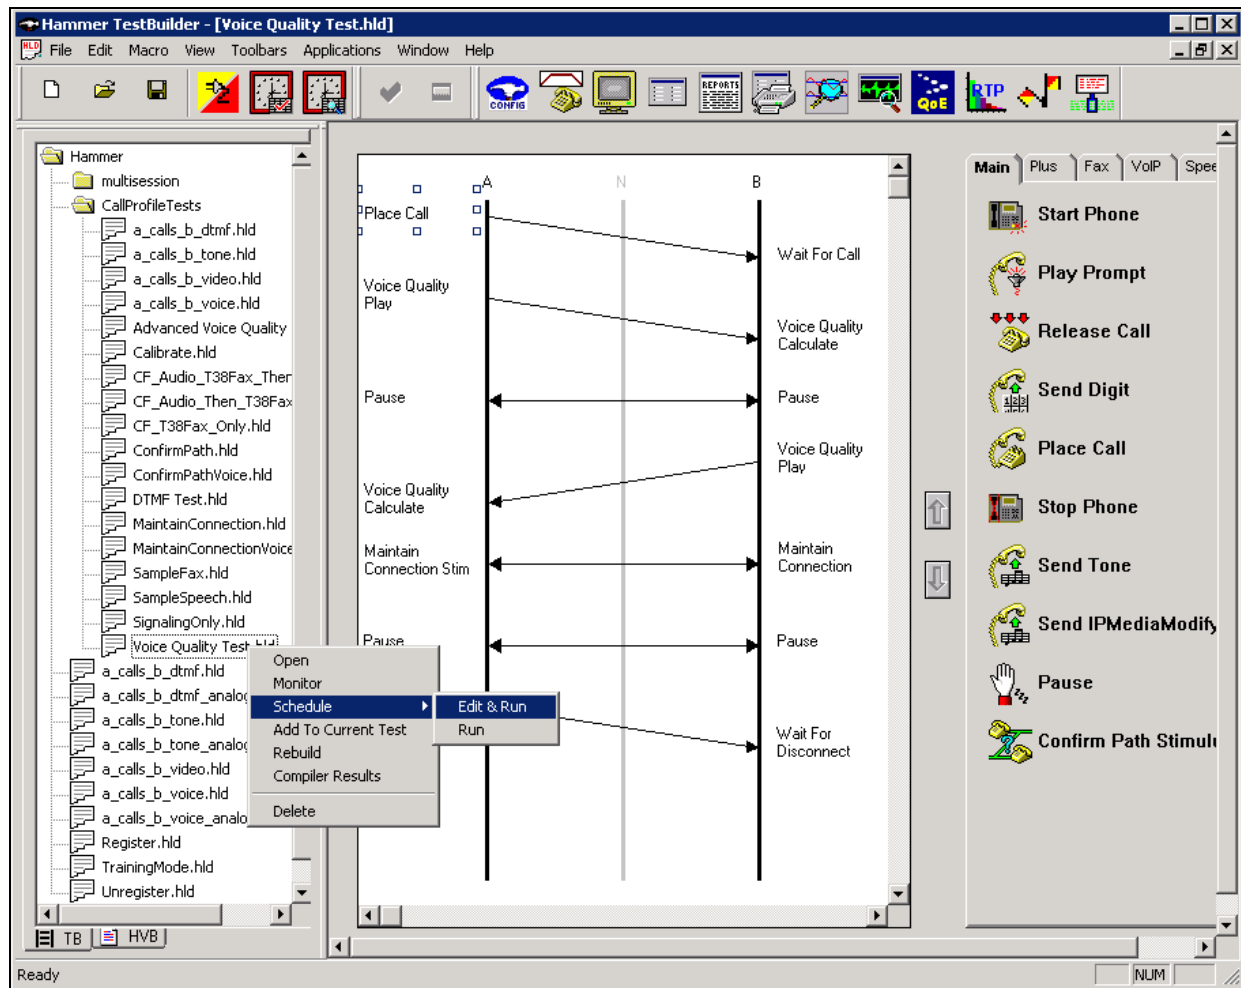 Hammer TestBuilder - [Voice Quality Test.hld]
HLD File Edit Macro View Toolbars Applications Window Help
CONFIG REPORTS QoE RTP
Hammer
multisession
CallProfileTests
a_calls_b_dtmf.hld
a_calls_b_tone.hld
a_calls_b_video.hld
a_calls_b_voice.hld
Advanced Voice Quality
Calibrate.hld
CF_Audio_T38Fax_Ther
CF_Audio_Then_T38Fax
CF_T38Fax_Only.hld
ConfirmPath.hld
ConfirmPathVoice.hld
DTMF Test.hld
MaintainConnection.hld
MaintainConnectionVoice
SampleFax.hld
SampleSpeech.hld
SignalingOnly.hld
Voice Quality Test.hld
a_calls_b_dtmf.hld
a_calls_b_dtmf_analog
a_calls_b_tone.hld
a_calls_b_tone_analog
a_calls_b_video.hld
a_calls_b_voice.hld
a_calls_b_voice_analo
Register.hld
TrainingMode.hld
Unregister.hld
TB HVB
Open
Monitor
Schedule
Add To Current Test
Rebuild
Compiler Results
Delete
Edit & Run
Run
A N B
Place Call
Wait For Call
Voice Quality
Play
Voice Quality
Calculate
Pause
Pause
Voice Quality
Play
Voice Quality
Calculate
Maintain
Connection Stim
Maintain
Connection
Pause
Pause
Wait For
Disconnect
Main Plus Fax VoIP Spee
Start Phone
Play Prompt
Release Call
Send Digit
Place Call
Stop Phone
Send Tone
Send IPMediaModify
Pause
Confirm Path Stimulu
Ready
NUM